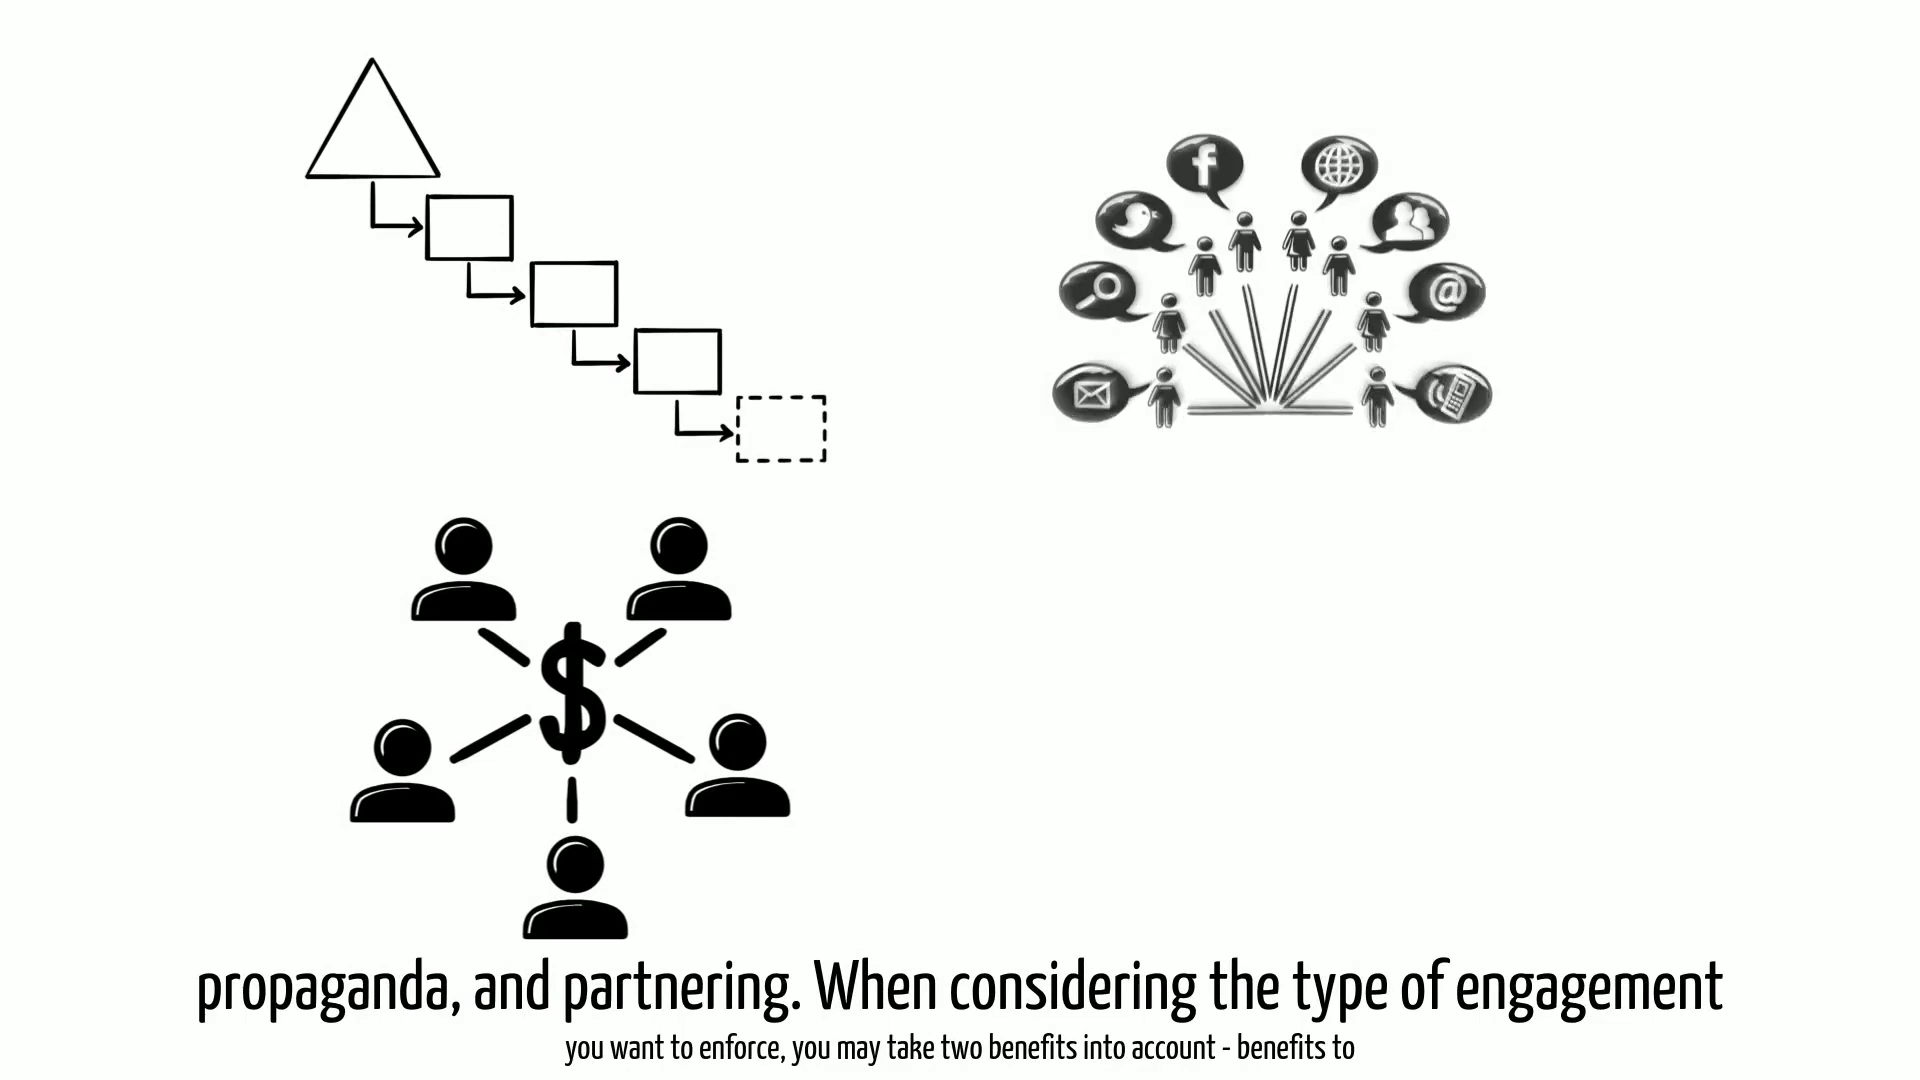 f
@
$
propaganda, and partnering. When considering the type of engagement
you want to enforce, you may take two benefits into account - benefits to